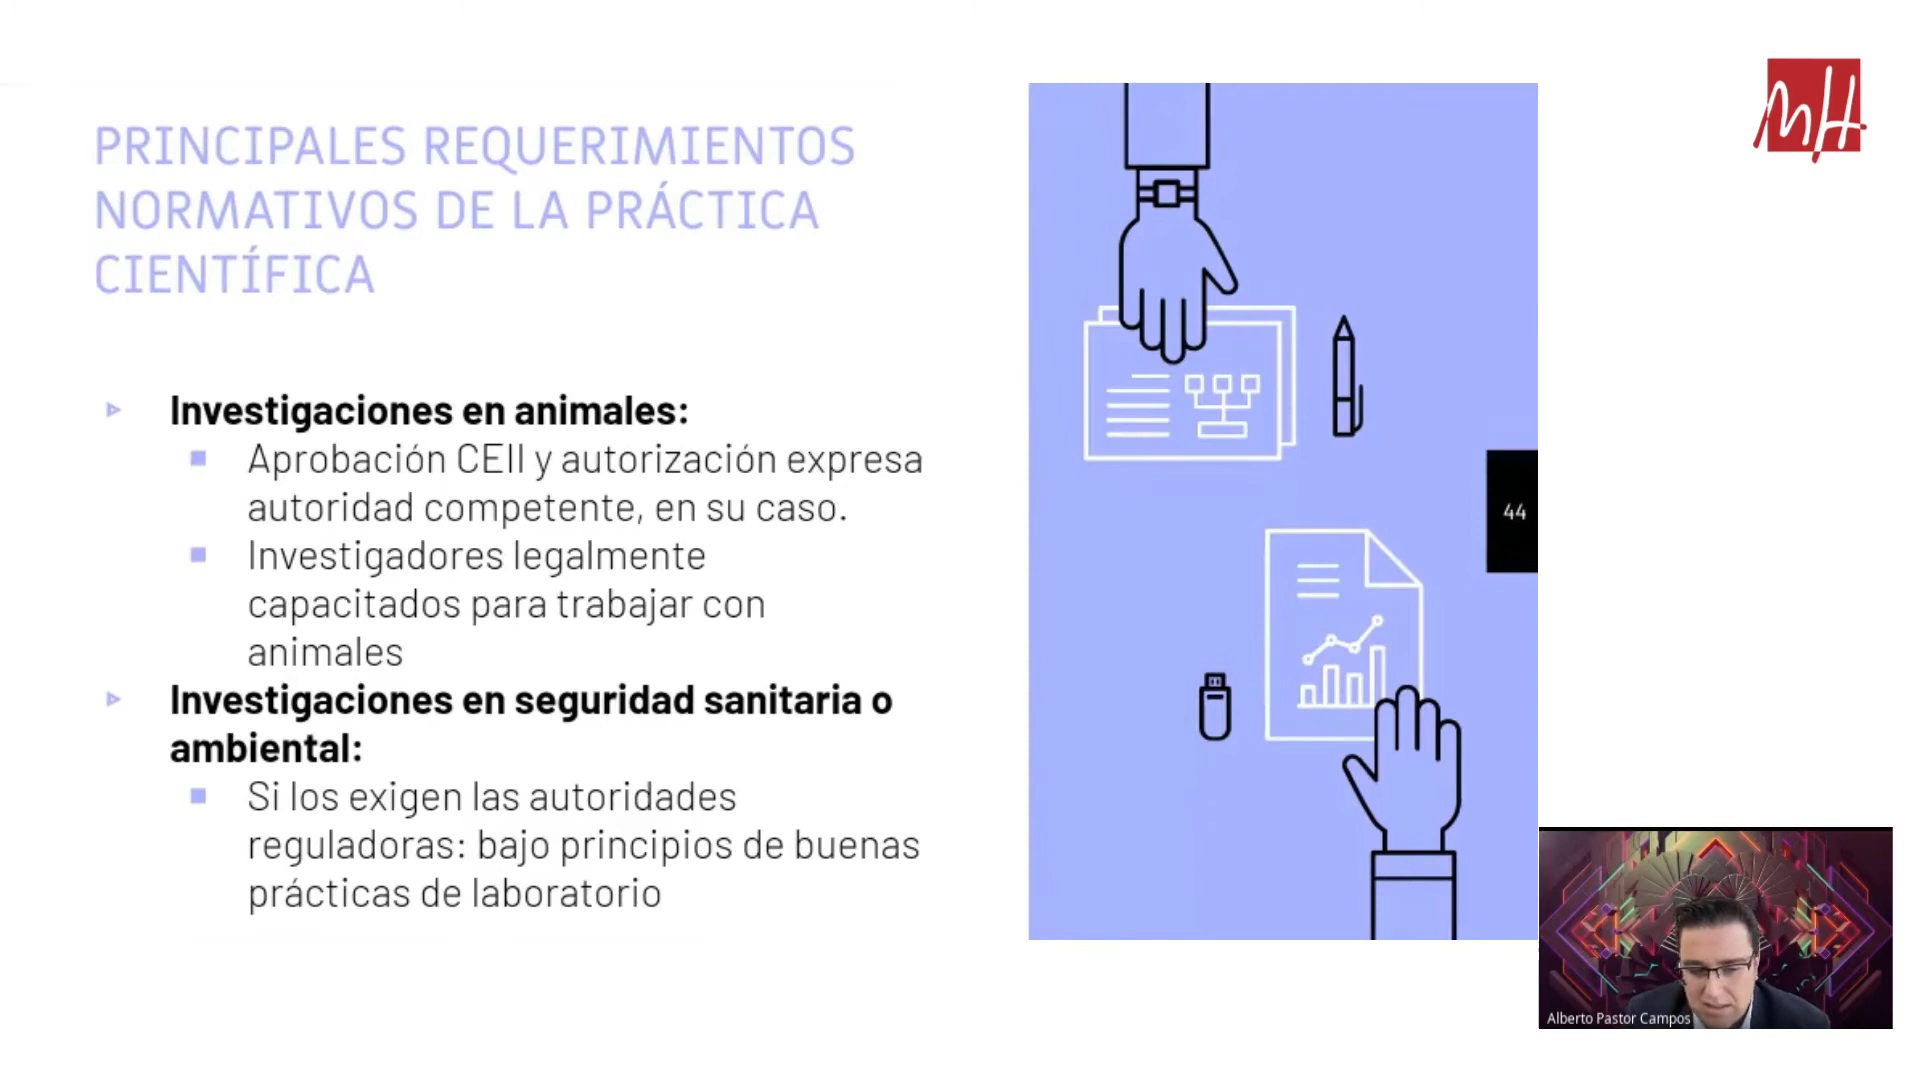 PRINCIPALES REQUERIMIENTOS
NORMATIVOS DE LA PRÁCTICA
CIENTÍFICA
Investigaciones en animales:
Aprobación CEII y autorización expresa
autoridad competente, en su caso.
Investigadores legalmente
capacitados para trabajar con
animales
Investigaciones en seguridad sanitaria o
ambiental:
Si los exigen las autoridades
reguladoras: bajo principios de buenas
prácticas de laboratorio
44
MH
Alberto Pastor Campos